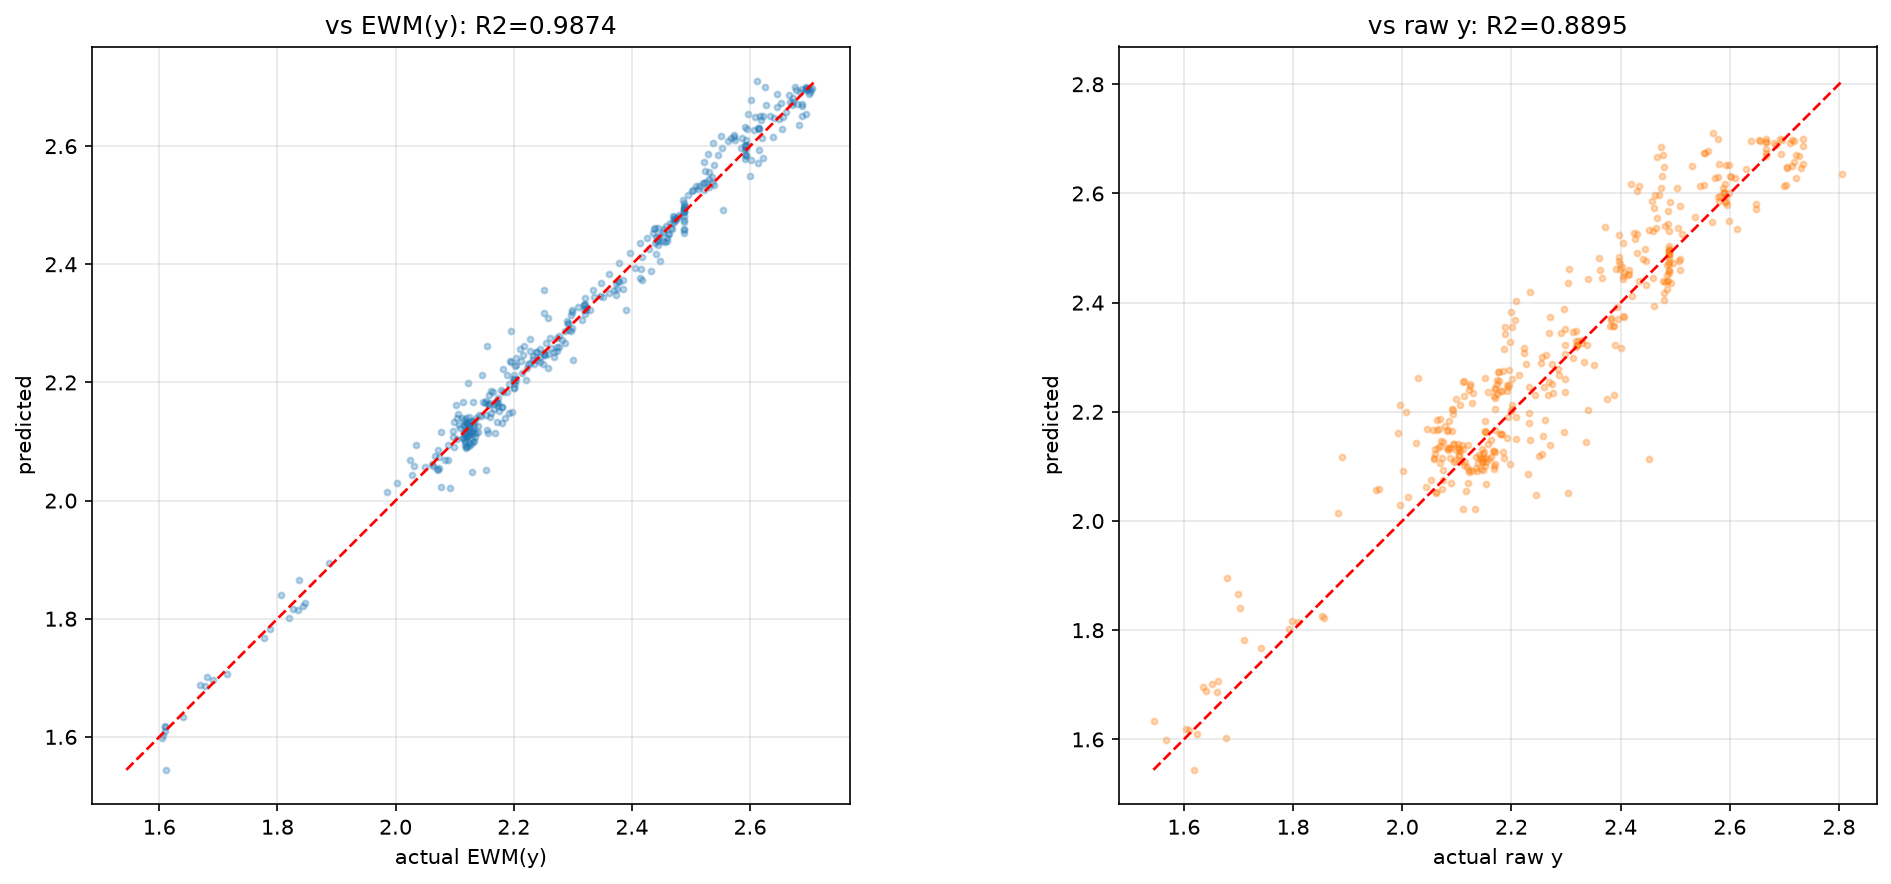 vs EWM(y): R2=0.9874
predicted
2.6
2.4
2.2
2.0
1.8
1.6
1.6 1.8 2.0 2.2 2.4 2.6
actual EWM(y)
vs raw y: R2=0.8895
predicted
2.8
2.6
2.4
2.2
2.0
1.8
1.6
1.6 1.8 2.0 2.2 2.4 2.6 2.8
actual raw y